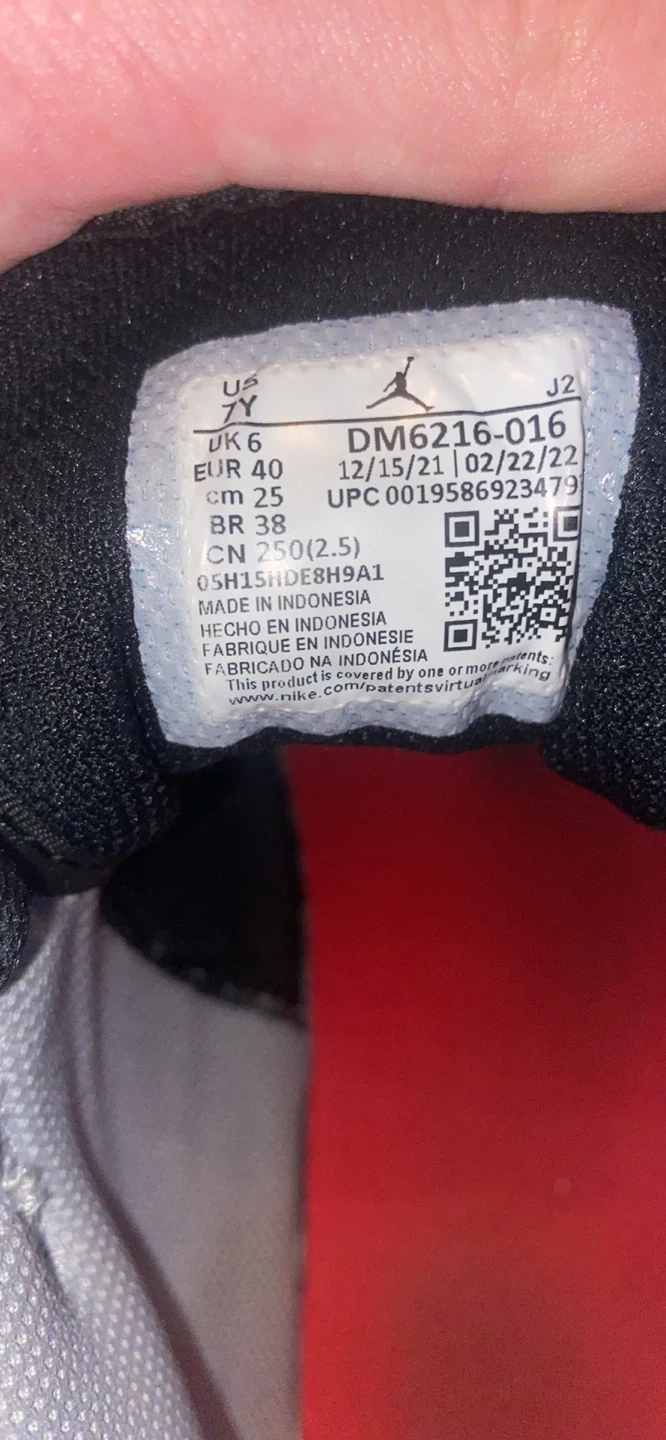 US J2
7Y
UK 6 DM6216-016
EUR 40 12/15/21 | 02/22/22
cm 25 UPC 0019586923479
BR 38
CN 250(2.5)
05H15HDE8H9A1
MADE IN INDONESIA
HECHO EN INDONESIA
FABRIQUE EN INDONESIE
FABRICADO NA INDONÉSIA
This product is covered by one or more patents:
www.nike.com/patentsvirtualmarking